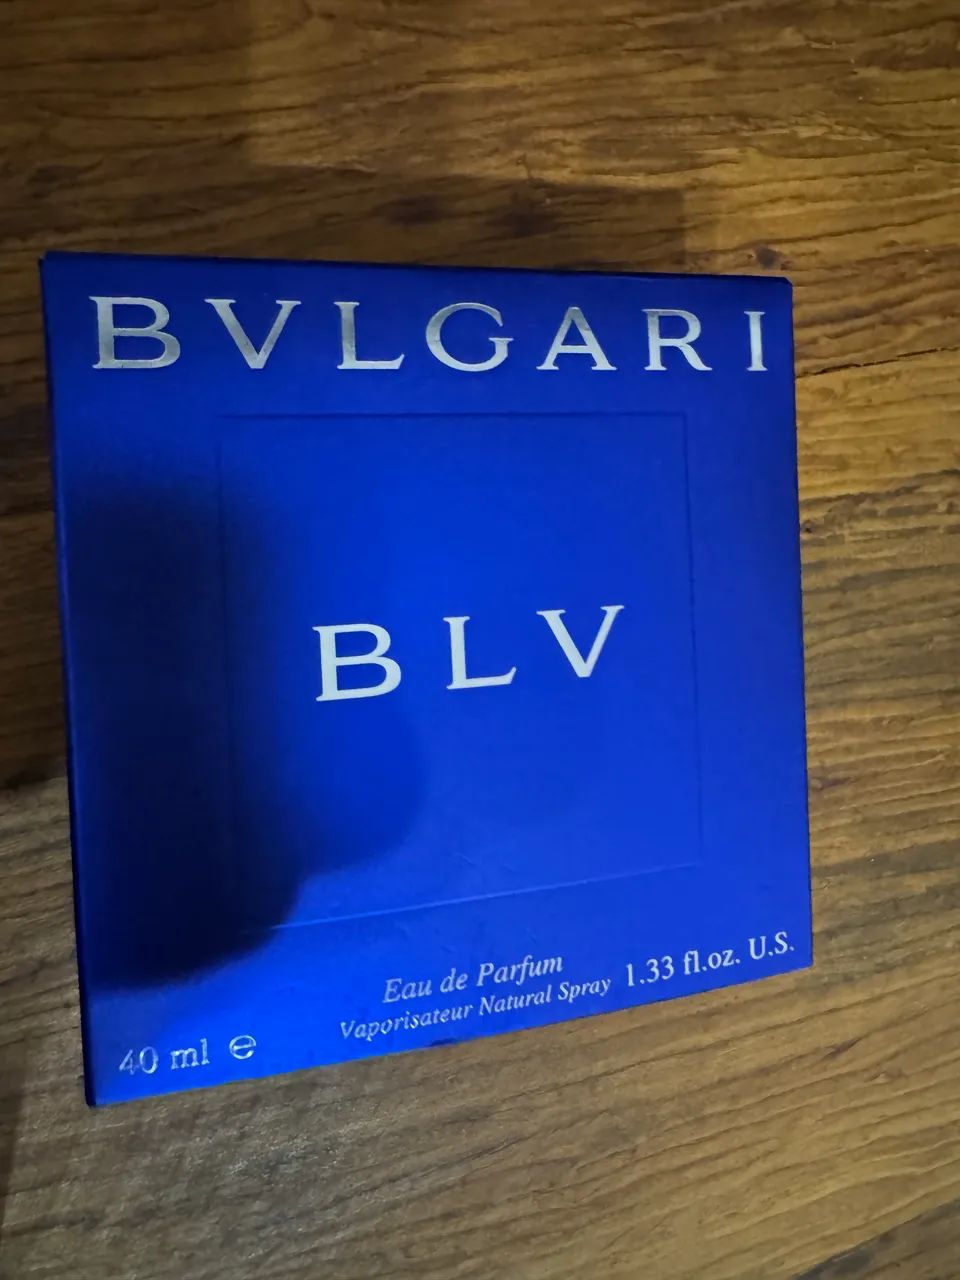 BVLGARI
BLV
Eau de Parfum
Vaporisateur Natural Spray
40 ml ℮
1.33 fl.oz. U.S.